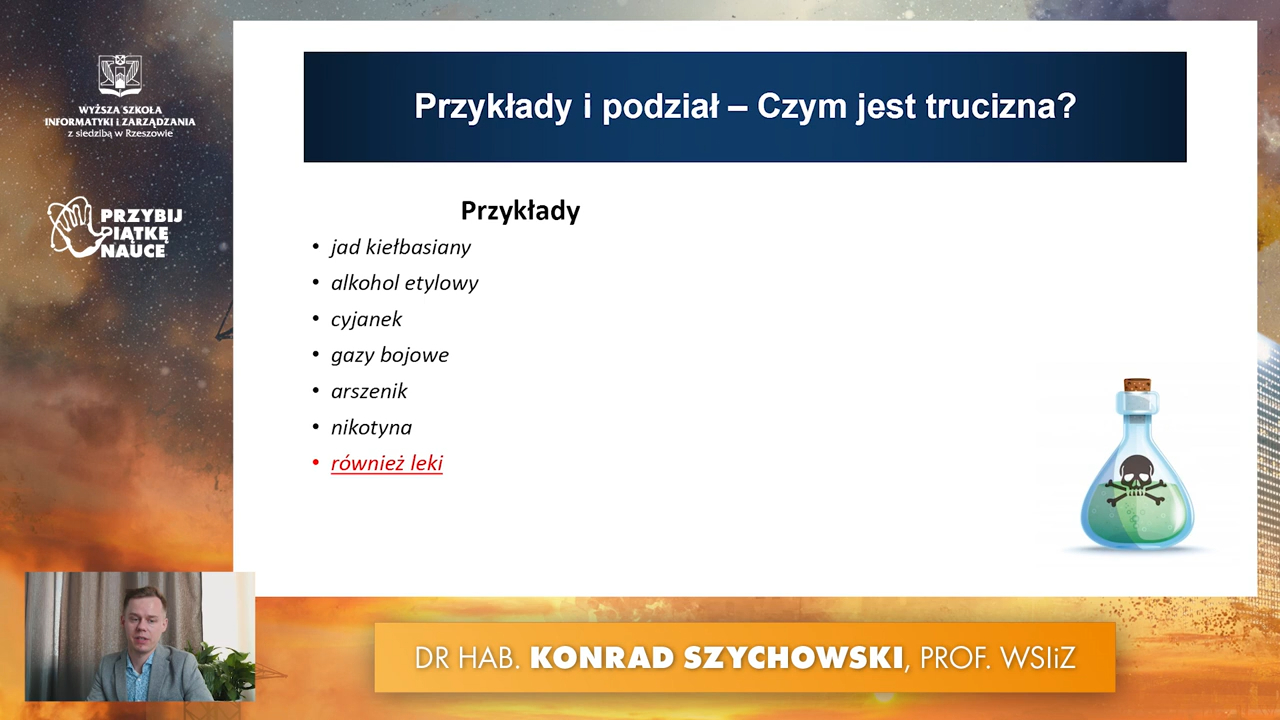 WYŻSZA SZKOŁA
INFORMATYKI i ZARZĄDZANIA
z siedzibą w Rzeszowie
PRZYBIJ
PIĄTKĘ
NAUCE
Przykłady i podział – Czym jest trucizna?
Przykłady
• jad kiełbasiany
• alkohol etylowy
• cyjanek
• gazy bojowe
• arszenik
• nikotyna
• również leki
DR HAB. KONRAD SZYCHOWSKI, PROF. WSIiZ